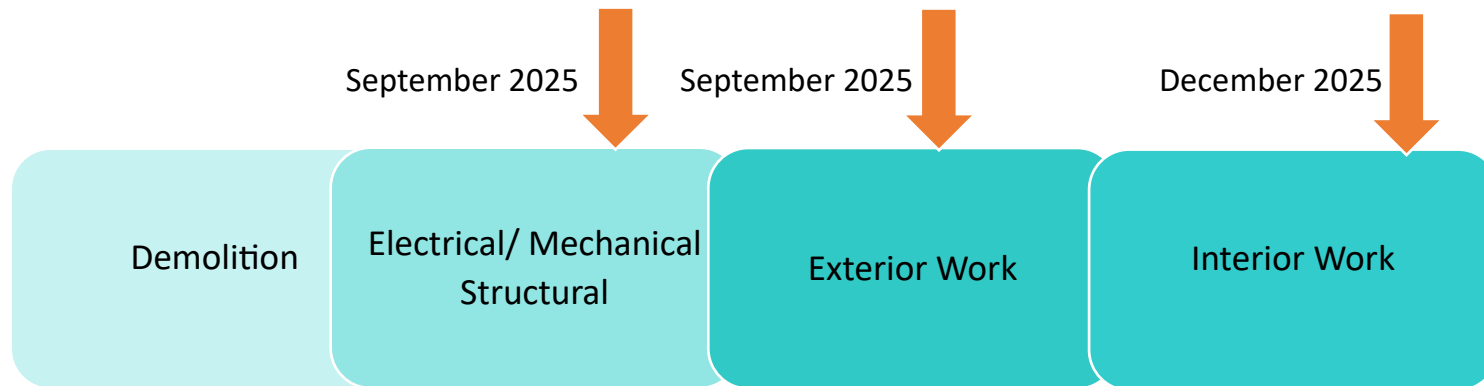 September 2025
September 2025
December 2025
Demolition
Electrical/ Mechanical
Structural
Exterior Work
Interior Work